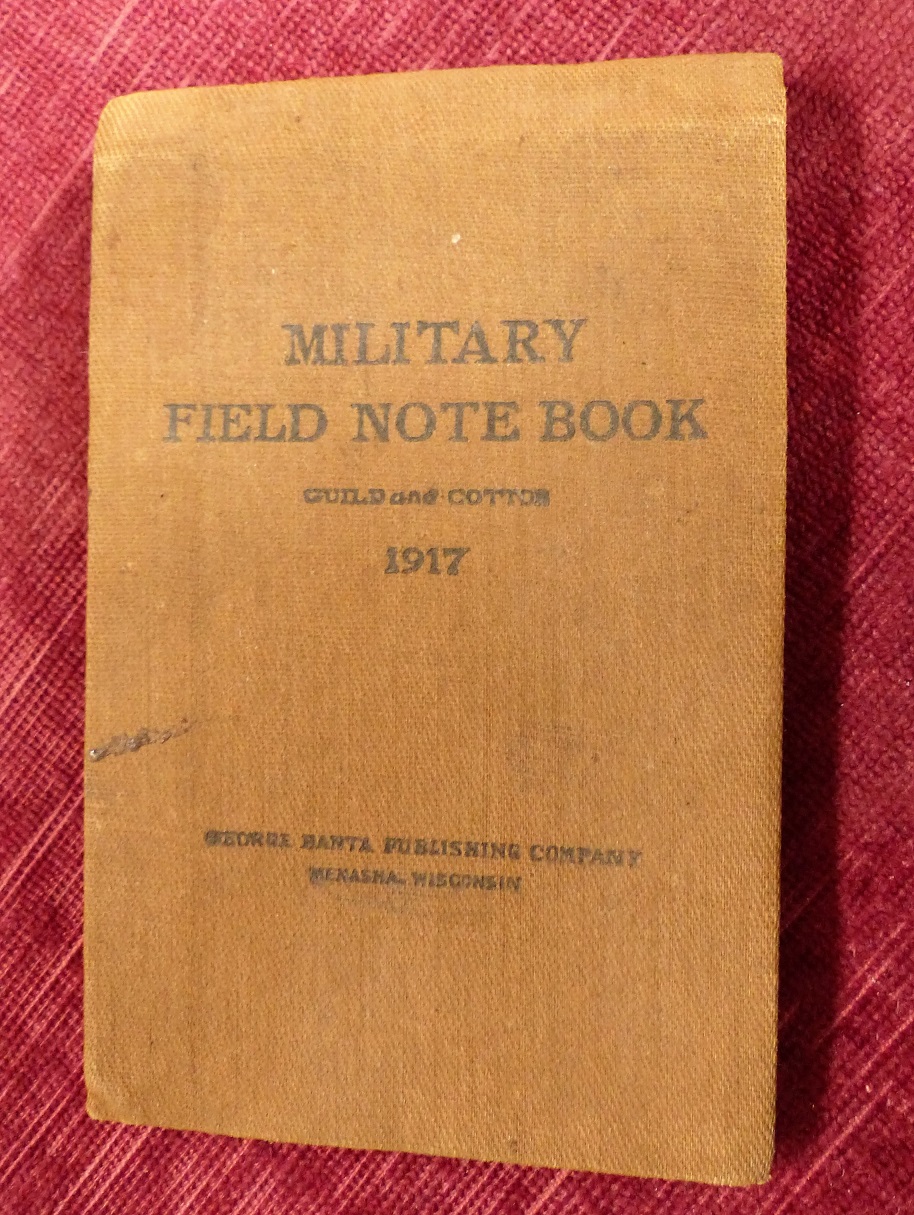 MILITARY
FIELD NOTE BOOK
GUILD and COTTON
1917
GEORGE BANTA PUBLISHING COMPANY
MENASHA, WISCONSIN